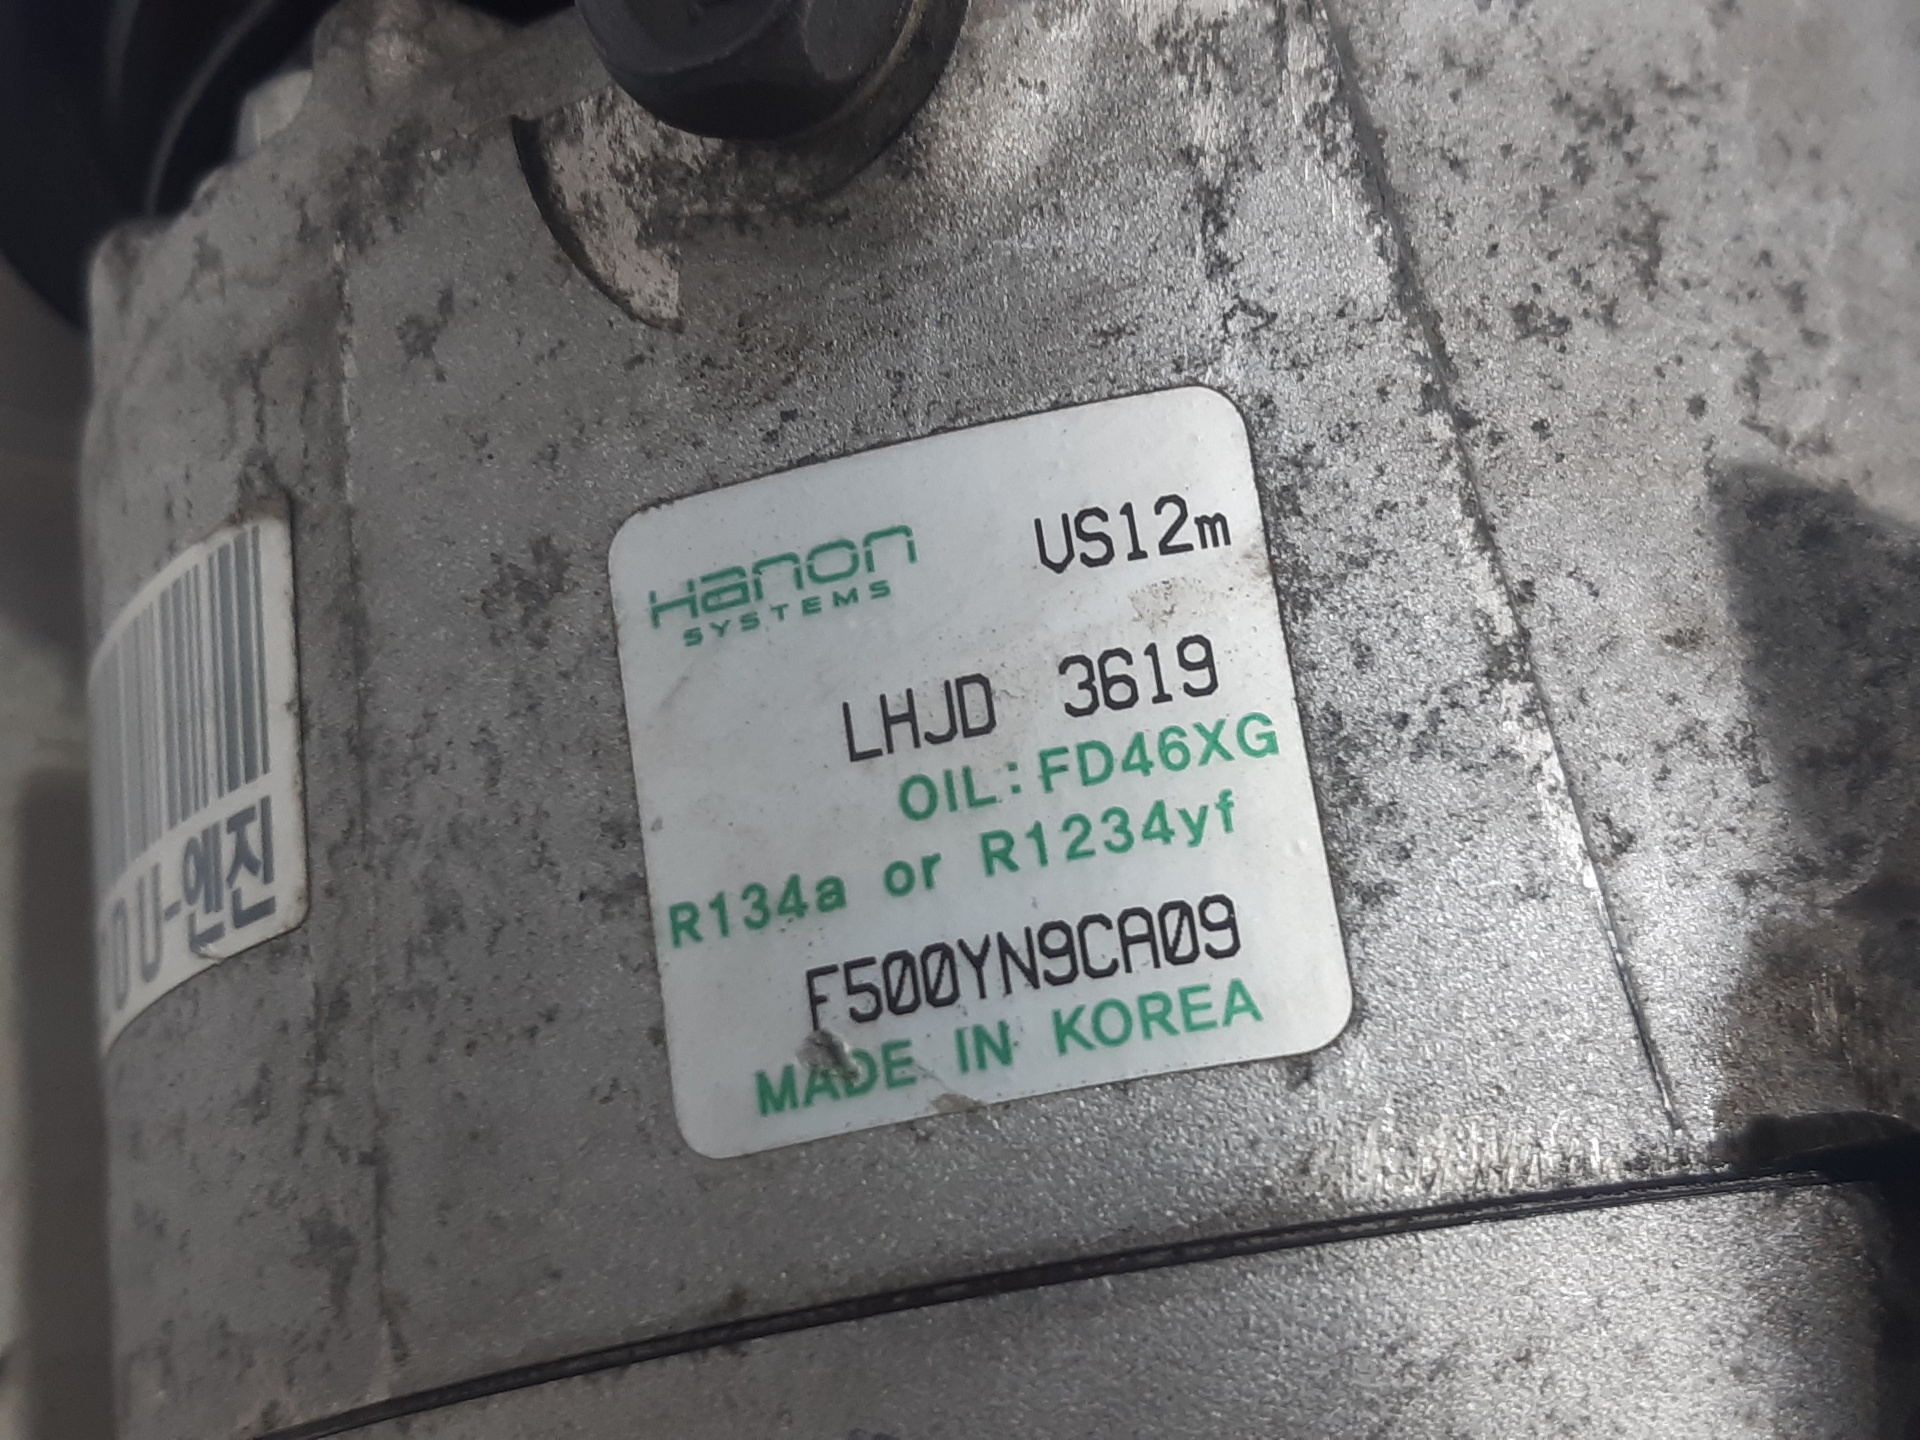 Hanon
SYSTEMS
VS12m
LHJD 3619
OIL: FD46XG
R134a or R1234yf
F500YN9CA09
MADE IN KOREA
U-엔진